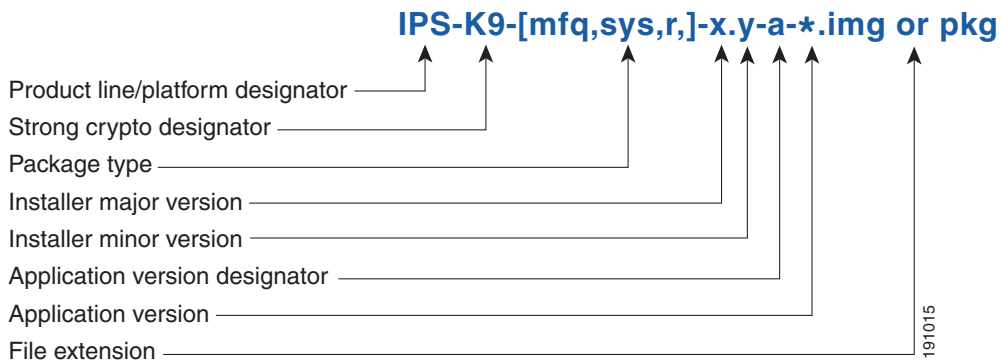 IPS-K9-[mfq,sys,r,]-x.y-a-*.img or pkg
Product line/platform designator
Strong crypto designator
Package type
Installer major version
Installer minor version
Application version designator
Application version
File extension
191015